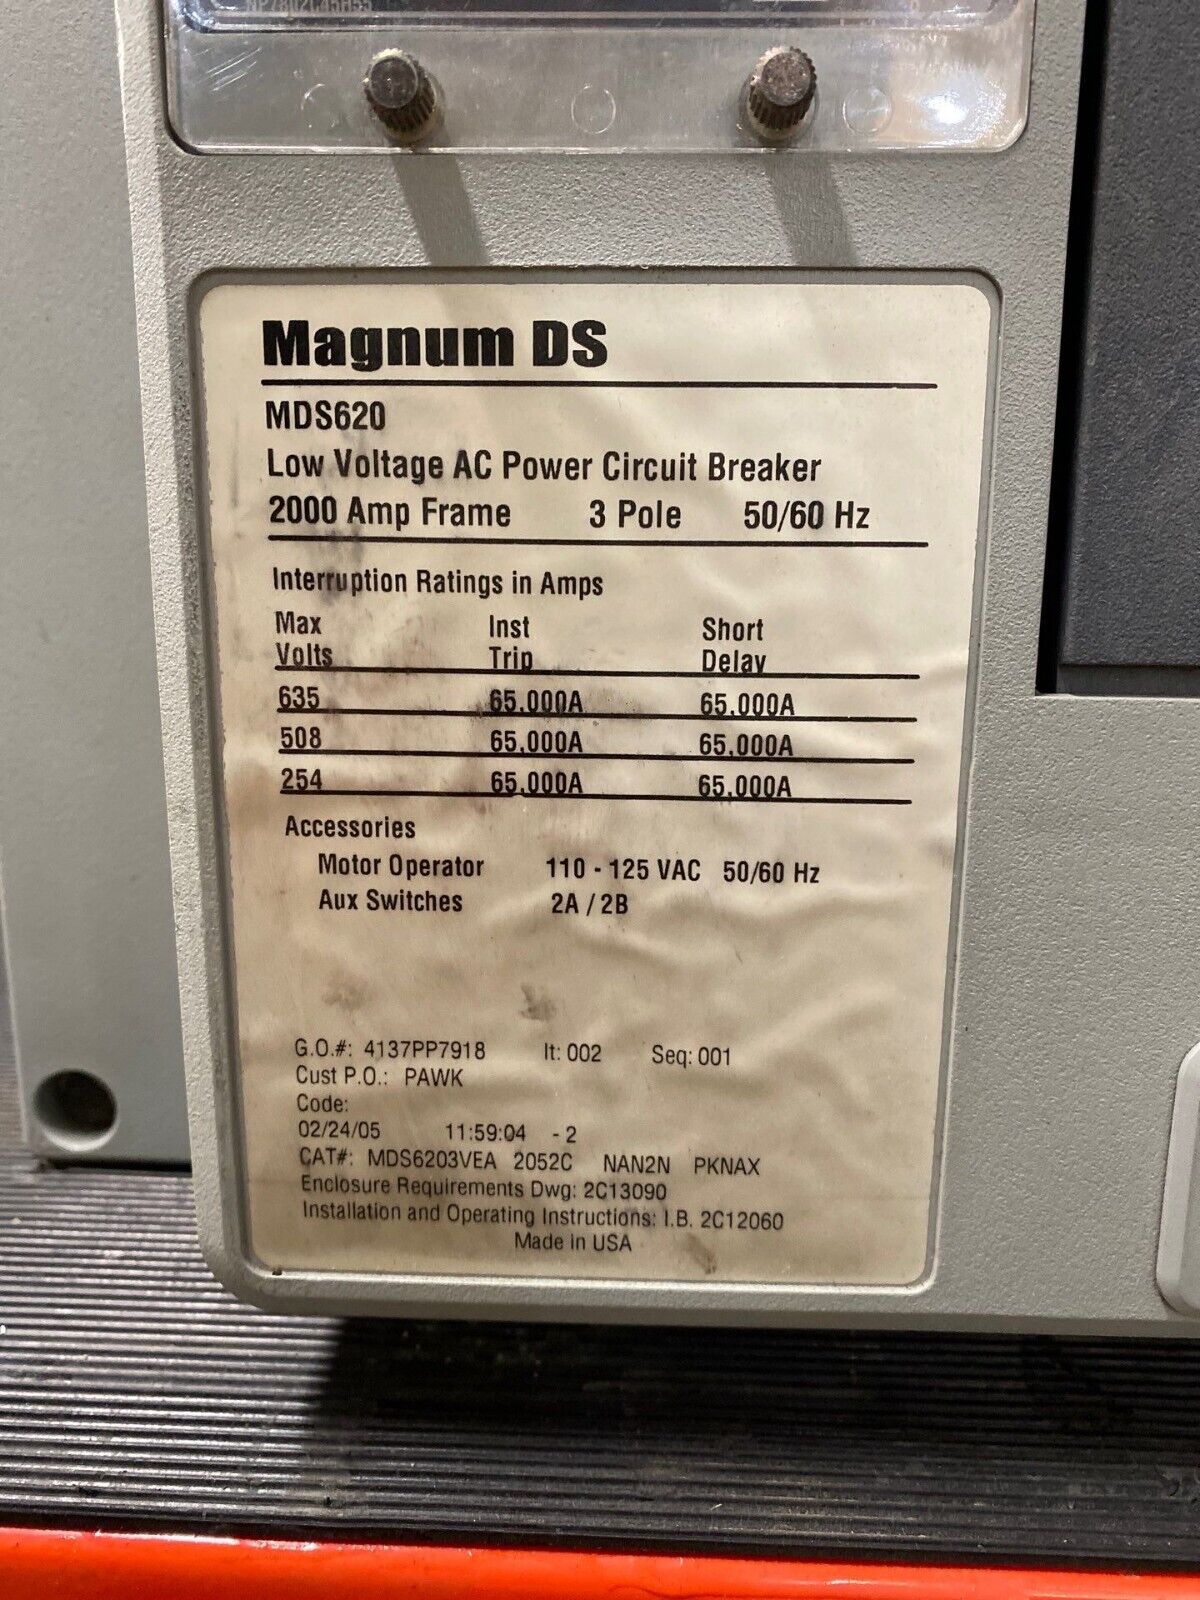 Magnum DS
MDS620
Low Voltage AC Power Circuit Breaker
2000 Amp Frame 3 Pole 50/60 Hz
Interruption Ratings in Amps
Max Inst Short
Volts Trip Delay
635 65,000A 65,000A
508 65,000A 65,000A
254 65,000A 65,000A
Accessories
Motor Operator 110 - 125 VAC 50/60 Hz
Aux Switches 2A / 2B
G.O.#: 4137PP7918 It: 002 Seq: 001
Cust P.O.: PAWK
Code:
02/24/05 11:59:04 - 2
CAT#: MDS6203VEA 2052C NAN2N PKNAX
Enclosure Requirements Dwg: 2C13090
Installation and Operating Instructions: I.B. 2C12060
Made in USA